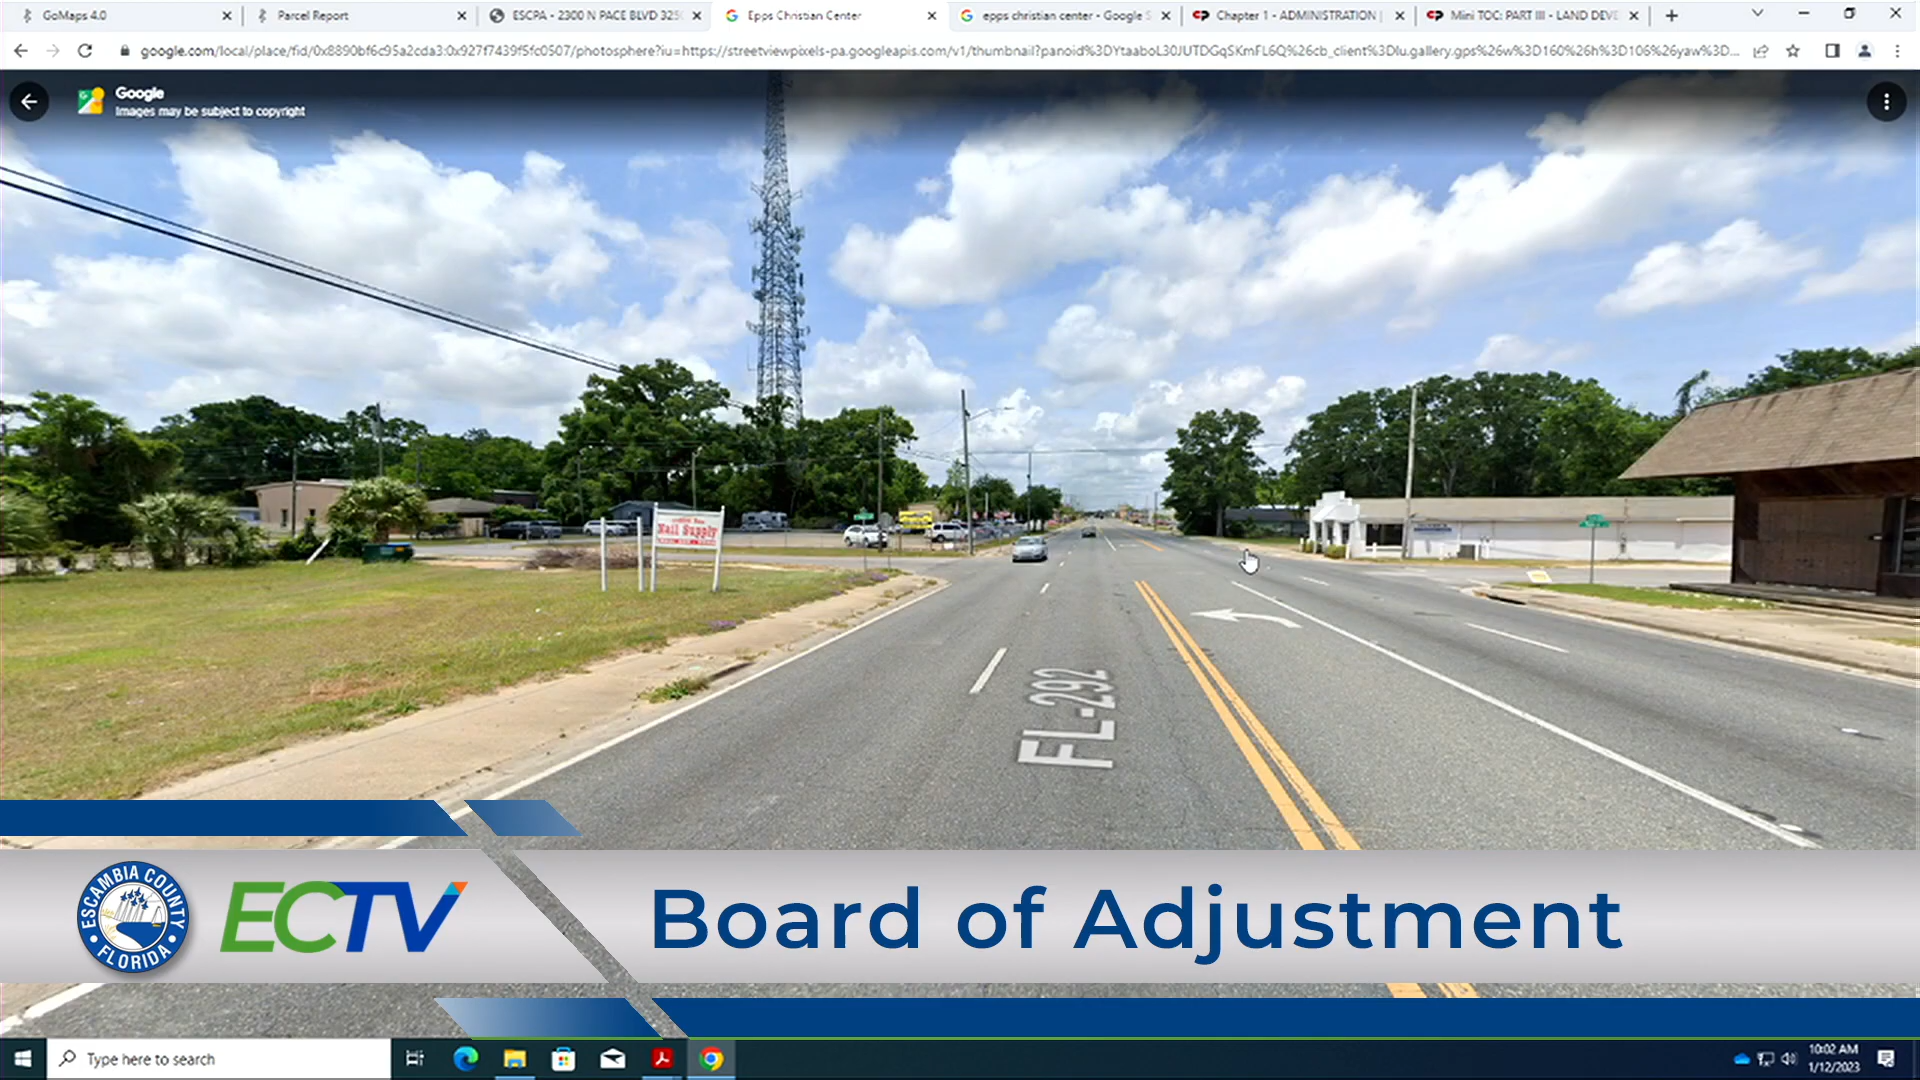 GoMaps 4.0
Parcel Report
ESCPA - 2300 N PACE BLVD 325
Epps Christian Center
epps christian center - Google S
Chapter 1 - ADMINISTRATION
Mini TOC: PART III - LAND DEVE
google.com/local/place/fid/0x8890bf6c95a2cda3:0x927f7439f5fc0507/photosphere?iu=https://streetviewpixels-pa.googleapis.com/v1/thumbnail?panoid%3DYtaaboL30JUTDGqSKmFL6Q%26cb_client%3Dlu.gallery.gps%26w%3D160%26h%3D106%26yaw%3D...
Google
Images may be subject to copyright
Nail Supply
FL-292
ESCAMBIA COUNTY
FLORIDA
ECTV
Board of Adjustment
Type here to search
10:02 AM
1/12/2023